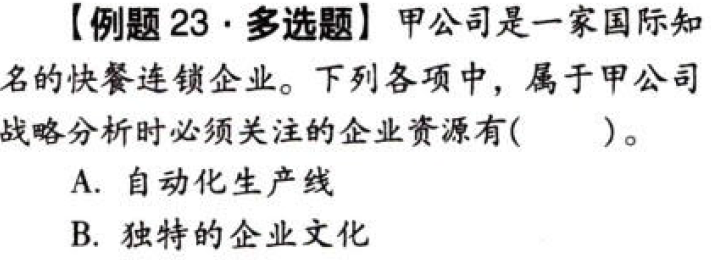 【例题 23·多选题】 甲公司是一家国际知
名的快餐连锁企业。下列各项中，属于甲公司
战略分析时必须关注的企业资源有(　　)。
A. 自动化生产线
B. 独特的企业文化